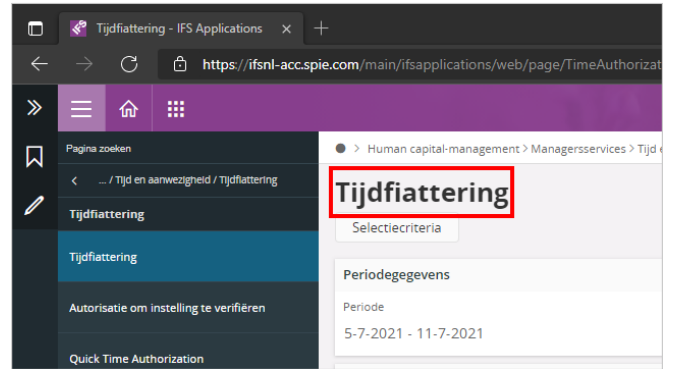 Tijdfiattering - IFS Applications
https://ifsnl-acc.spie.com/main/ifsapplications/web/page/TimeAuthorizat
Pagina zoeken
< ... / Tijd en aanwezigheid / Tijdfiattering
Tijdfiattering
Tijdfiattering
Autorisatie om instelling te verifiëren
Quick Time Authorization
> Human capital-management > Managersservices > Tijd
Tijdfiattering
Selectiecriteria
Periodegegevens
Periode
5-7-2021 - 11-7-2021